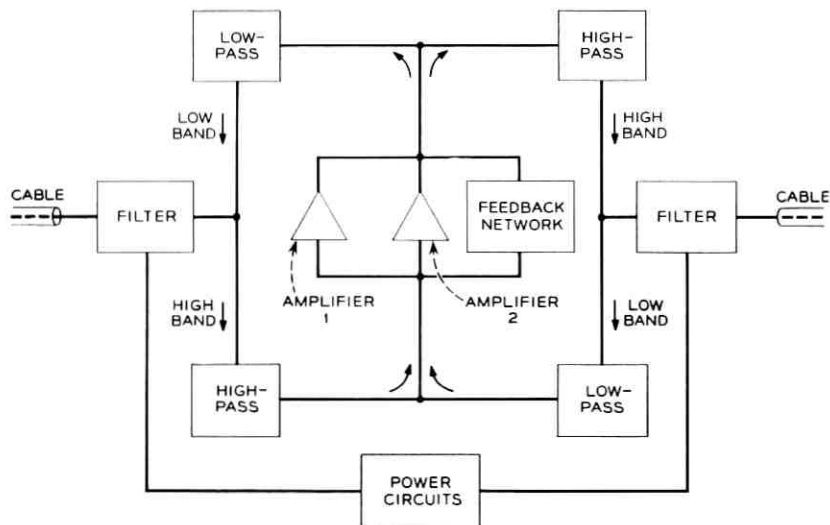 LOW-
PASS
HIGH-
PASS
LOW
BAND
HIGH
BAND
CABLE
FILTER
FEEDBACK
NETWORK
FILTER
CABLE
HIGH
BAND
AMPLIFIER
1
AMPLIFIER
2
LOW
BAND
HIGH-
PASS
LOW-
PASS
POWER
CIRCUITS